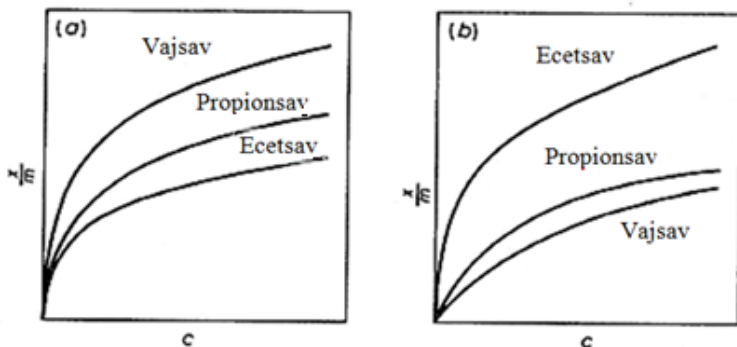 (a)
Vajsav
Propionsav
Ecetsav
x/m
c
(b)
Ecetsav
Propionsav
Vajsav
x/m
c